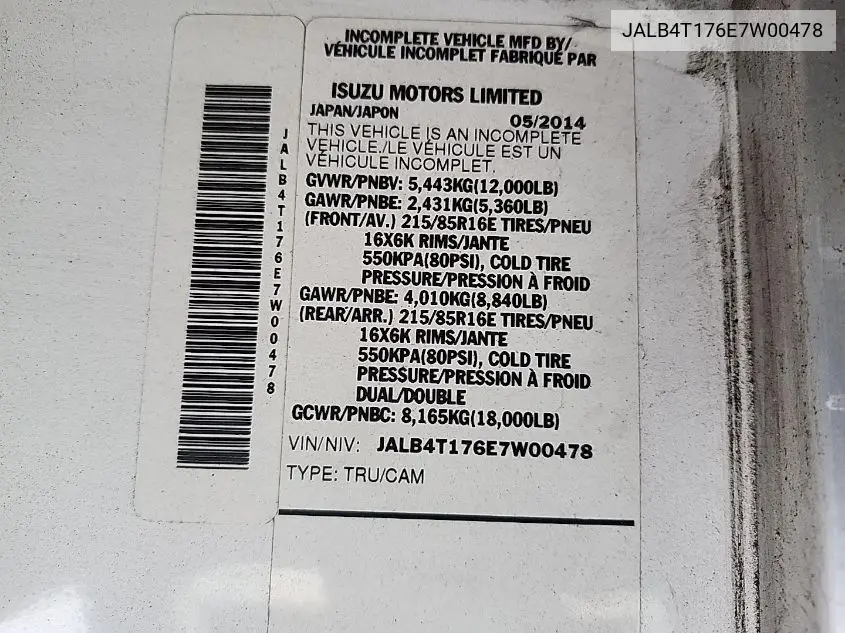 JALB4T176E7W00478
INCOMPLETE VEHICLE MFD BY/
VÉHICULE INCOMPLET FABRIQUÉ PAR
ISUZU MOTORS LIMITED
JAPAN/JAPON 05/2014
THIS VEHICLE IS AN INCOMPLETE
VEHICLE./LE VÉHICULE EST UN
VÉHICULE INCOMPLET.
GVWR/PNBV: 5,443KG(12,000LB)
GAWR/PNBE: 2,431KG(5,360LB)
(FRONT/AV.) 215/85R16E TIRES/PNEU
16X6K RIMS/JANTE
550KPA(80PSI), COLD TIRE
PRESSURE/PRESSION À FROID
GAWR/PNBE: 4,010KG(8,840LB)
(REAR/ARR.) 215/85R16E TIRES/PNEU
16X6K RIMS/JANTE
550KPA(80PSI), COLD TIRE
PRESSURE/PRESSION À FROID
DUAL/DOUBLE
GCWR/PNBC: 8,165KG(18,000LB)
VIN/NIV: JALB4T176E7W00478
TYPE: TRU/CAM
JALB4T176E7W00478